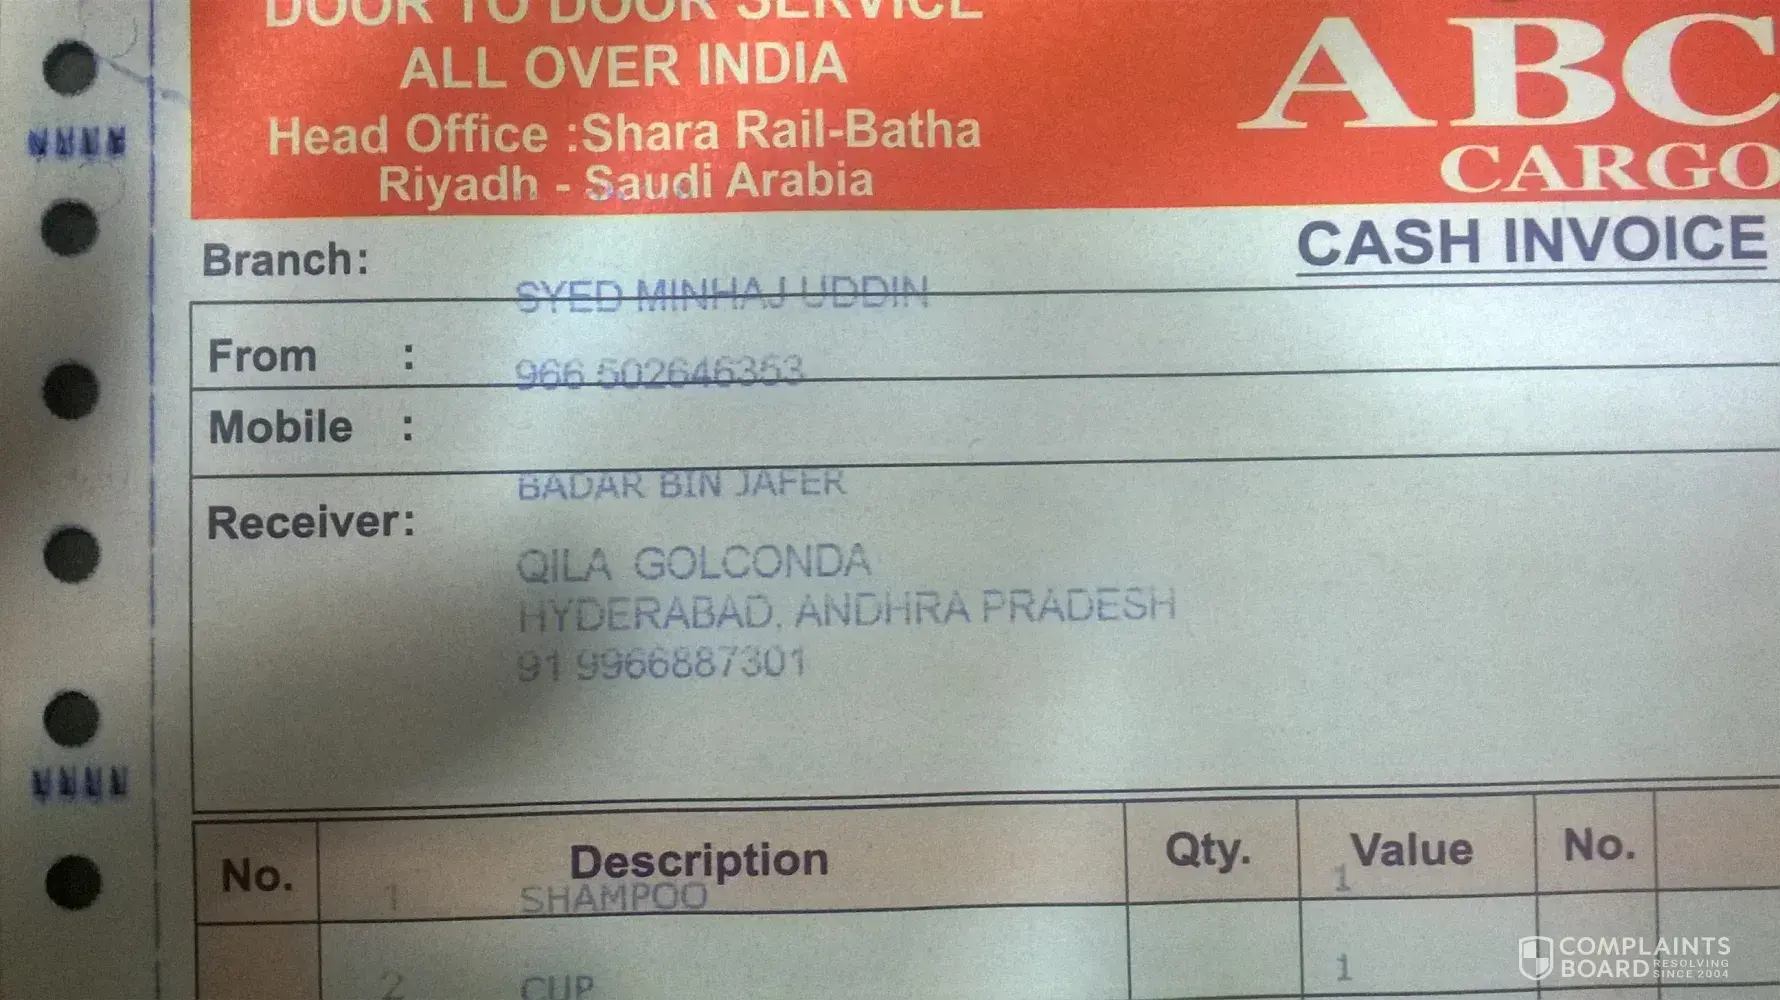 DOOR TO DOOR SERVICE
ALL OVER INDIA
Head Office :Shara Rail-Batha
Riyadh - Saudi Arabia
ABC
CARGO
CASH INVOICE
Branch:
SYED MINHAJ UDDIN
From :
966 502646353
Mobile :
BADAR BIN JAFER
Receiver:
QILA GOLCONDA
HYDERABAD, ANDHRA PRADESH
91 9966887301
No. Description Qty. Value No.
1 SHAMPOO 1
2 CUP 1
COMPLAINTS
BOARD RESOLVING
SINCE 2004